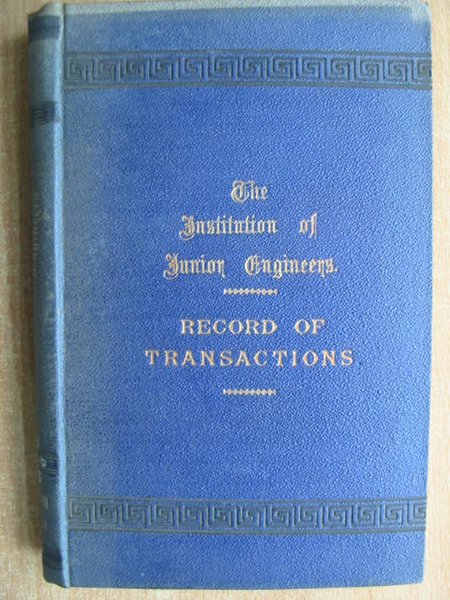 The
Institution of
Junior Engineers.
RECORD OF
TRANSACTIONS